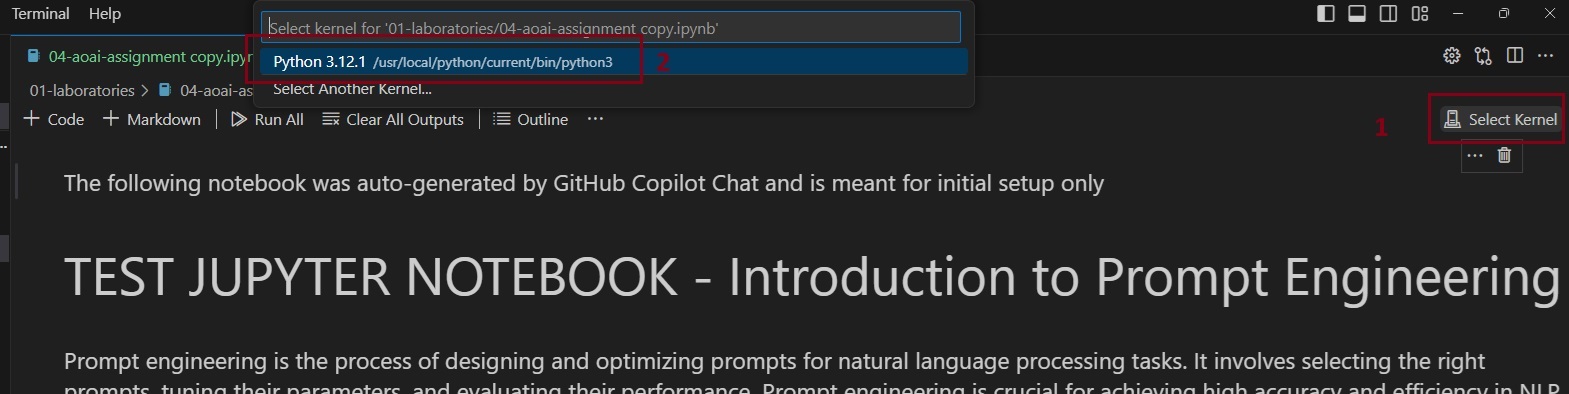 Terminal Help
Select kernel for '01-laboratories/04-aoai-assignment copy.ipynb'
04-aoai-assignment copy.ipyn
Python 3.12.1 /usr/local/python/current/bin/python3
2
01-laboratories > 04-aoai-as
Select Another Kernel...
+ Code + Markdown Run All Clear All Outputs Outline ...
1
Select Kernel
...
The following notebook was auto-generated by GitHub Copilot Chat and is meant for initial setup only
TEST JUPYTER NOTEBOOK - Introduction to Prompt Engineering
Prompt engineering is the process of designing and optimizing prompts for natural language processing tasks. It involves selecting the right
prompts, tuning their parameters, and evaluating their performance. Prompt engineering is crucial for achieving high accuracy and efficiency in NLP